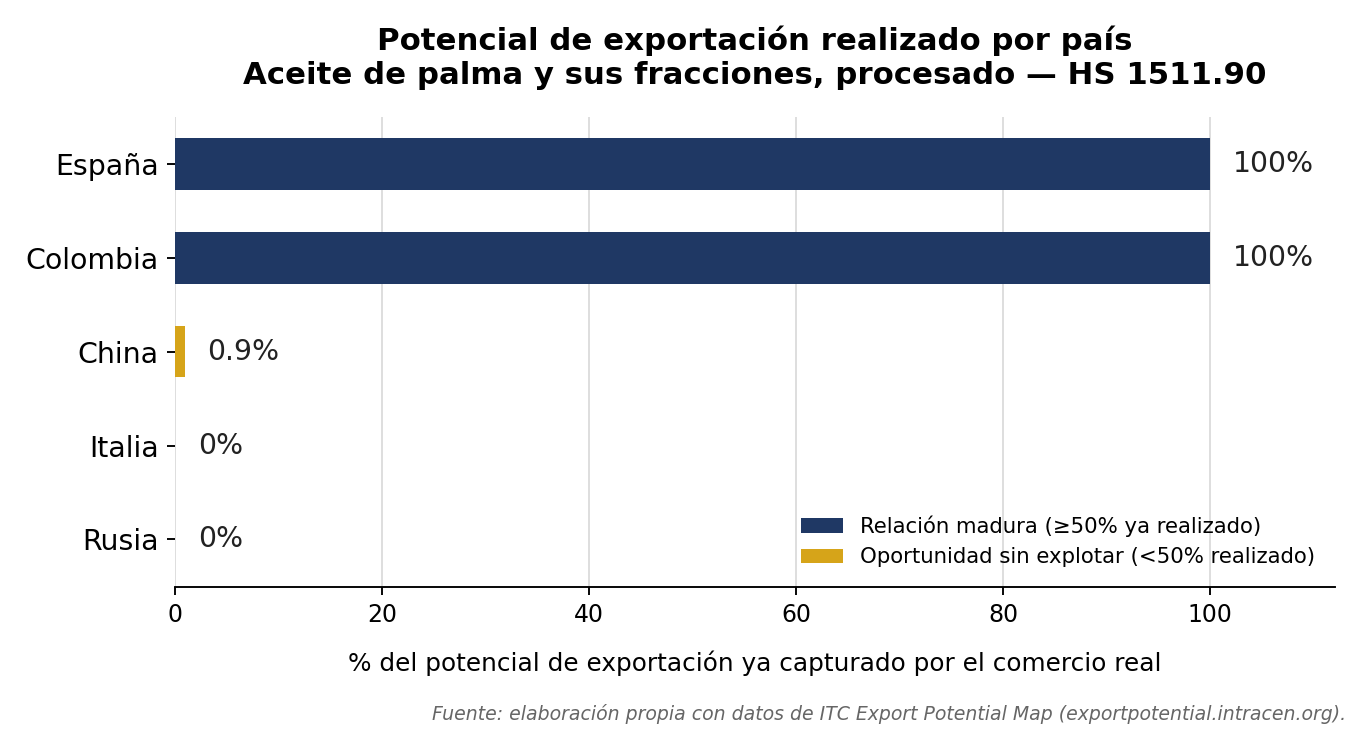 Potencial de exportación realizado por país
Aceite de palma y sus fracciones, procesado — HS 1511.90
España
100%
Colombia
100%
China
0.9%
Italia
0%
Rusia
0%
Relación madura (≥50% ya realizado)
Oportunidad sin explotar (<50% realizado)
0 20 40 60 80 100
% del potencial de exportación ya capturado por el comercio real
Fuente: elaboración propia con datos de ITC Export Potential Map (exportpotential.intracen.org).